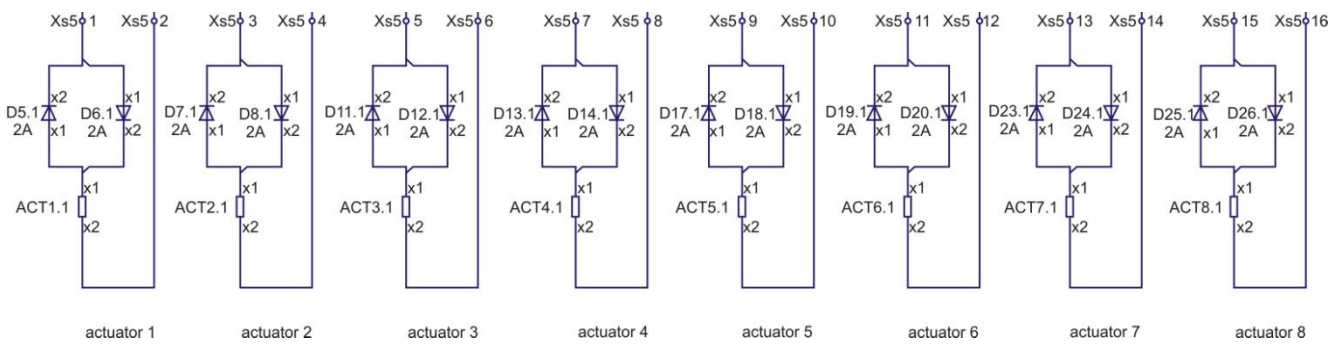 Xs5 1 Xs5 2 Xs5 3 Xs5 4 Xs5 5 Xs5 6 Xs5 7 Xs5 8 Xs5 9 Xs5 10 Xs5 11 Xs5 12 Xs5 13 Xs5 14 Xs5 15 Xs5 16
x2 x1 x2 x1 x2 x1 x2 x1 x2 x1 x2 x1 x2 x1 x2 x1
D5.1 D6.1 D7.1 D8.1 D11.1 D12.1 D13.1 D14.1 D17.1 D18.1 D19.1 D20.1 D23.1 D24.1 D25.1 D26.1
2A x1 2A x2 2A x1 2A x2 2A x1 2A x2 2A x1 2A x2 2A x1 2A x2 2A x1 2A x2 2A x1 2A x2 2A x1 2A x2
x1 x1 x1 x1 x1 x1 x1 x1
ACT1.1 ACT2.1 ACT3.1 ACT4.1 ACT5.1 ACT6.1 ACT7.1 ACT8.1
x2 x2 x2 x2 x2 x2 x2 x2
actuator 1 actuator 2 actuator 3 actuator 4 actuator 5 actuator 6 actuator 7 actuator 8